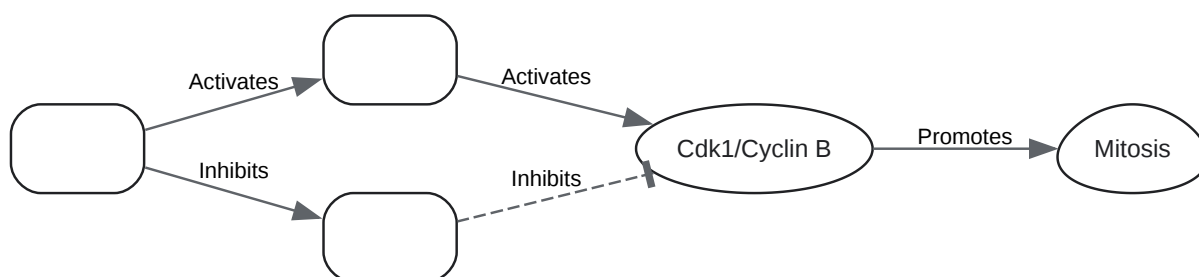 Activates
Activates
Inhibits
Inhibits
Cdk1/Cyclin B
Promotes
Mitosis